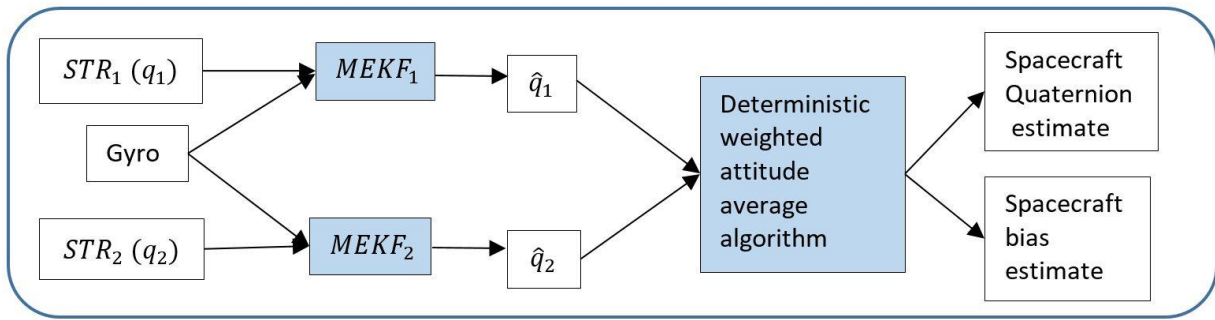 STR₁ (q₁)
MEKF₁
q̂₁
Gyro
STR₂ (q₂)
MEKF₂
q̂₂
Deterministic
weighted
attitude
average
algorithm
Spacecraft
Quaternion
estimate
Spacecraft
bias
estimate